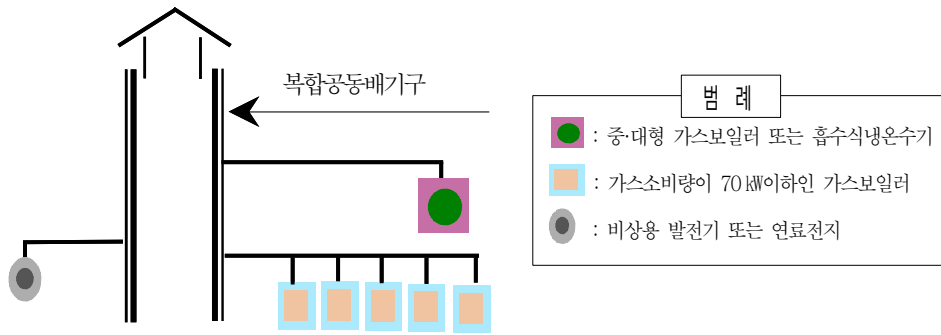 복합공동배기구
범 례
: 중·대형 가스보일러 또는 흡수식냉온수기
: 가스소비량이 70㎾이하인 가스보일러
: 비상용 발전기 또는 연료전지